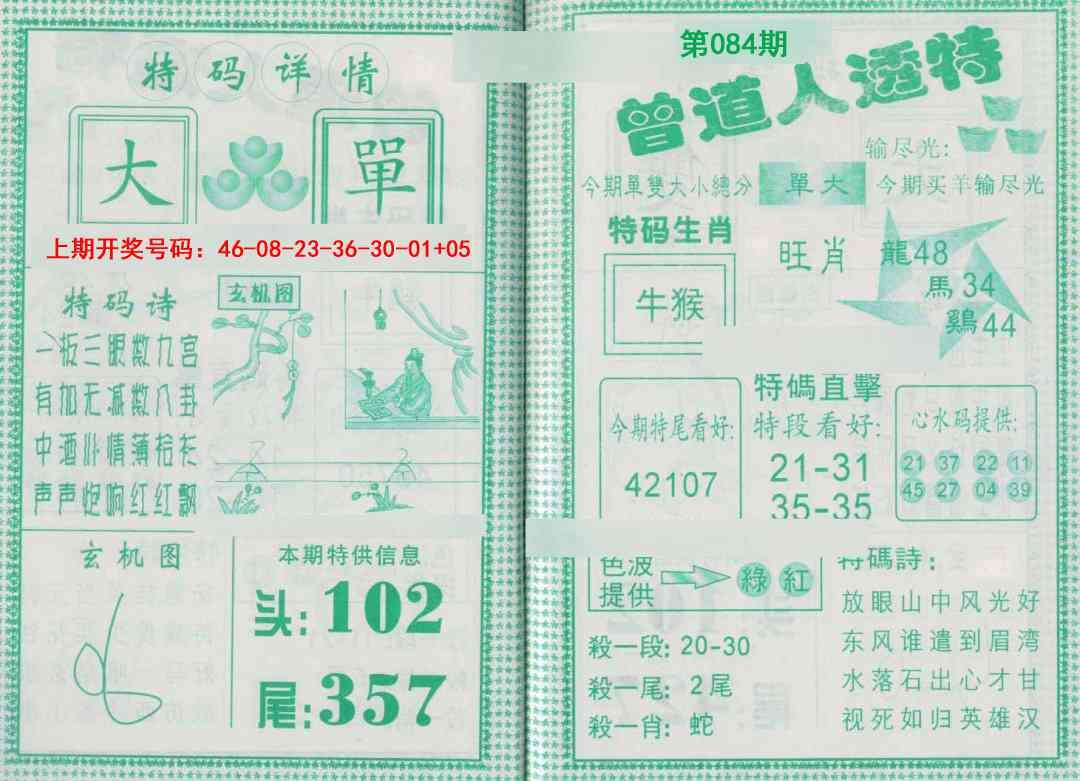 特码详情
大
單
上期开奖号码：46-08-23-36-30-01+05
特码诗
一板三眼数九宫
有加无减数八卦
中酒
情薄
声声炮响红红飘
玄机图
玄机图
本期特供信息
头:102
尾:357
第084期
曾道人透特
输尽光:
今期單雙大小總分
單大
今期买羊输尽光
特码生肖
牛猴
旺肖
龍48
馬34
鷄44
今期特尾看好:
42107
特碼直擊
特段看好:
21-31
35-35
心水码提供:
21 37 22 11
45 27 04 39
色波
提供
綠 紅
殺一段: 20-30
殺一尾: 2尾
殺一肖: 蛇
特碼詩:
放眼山中风光好
东风谁遣到眉湾
水落石出心才甘
视死如归英雄汉